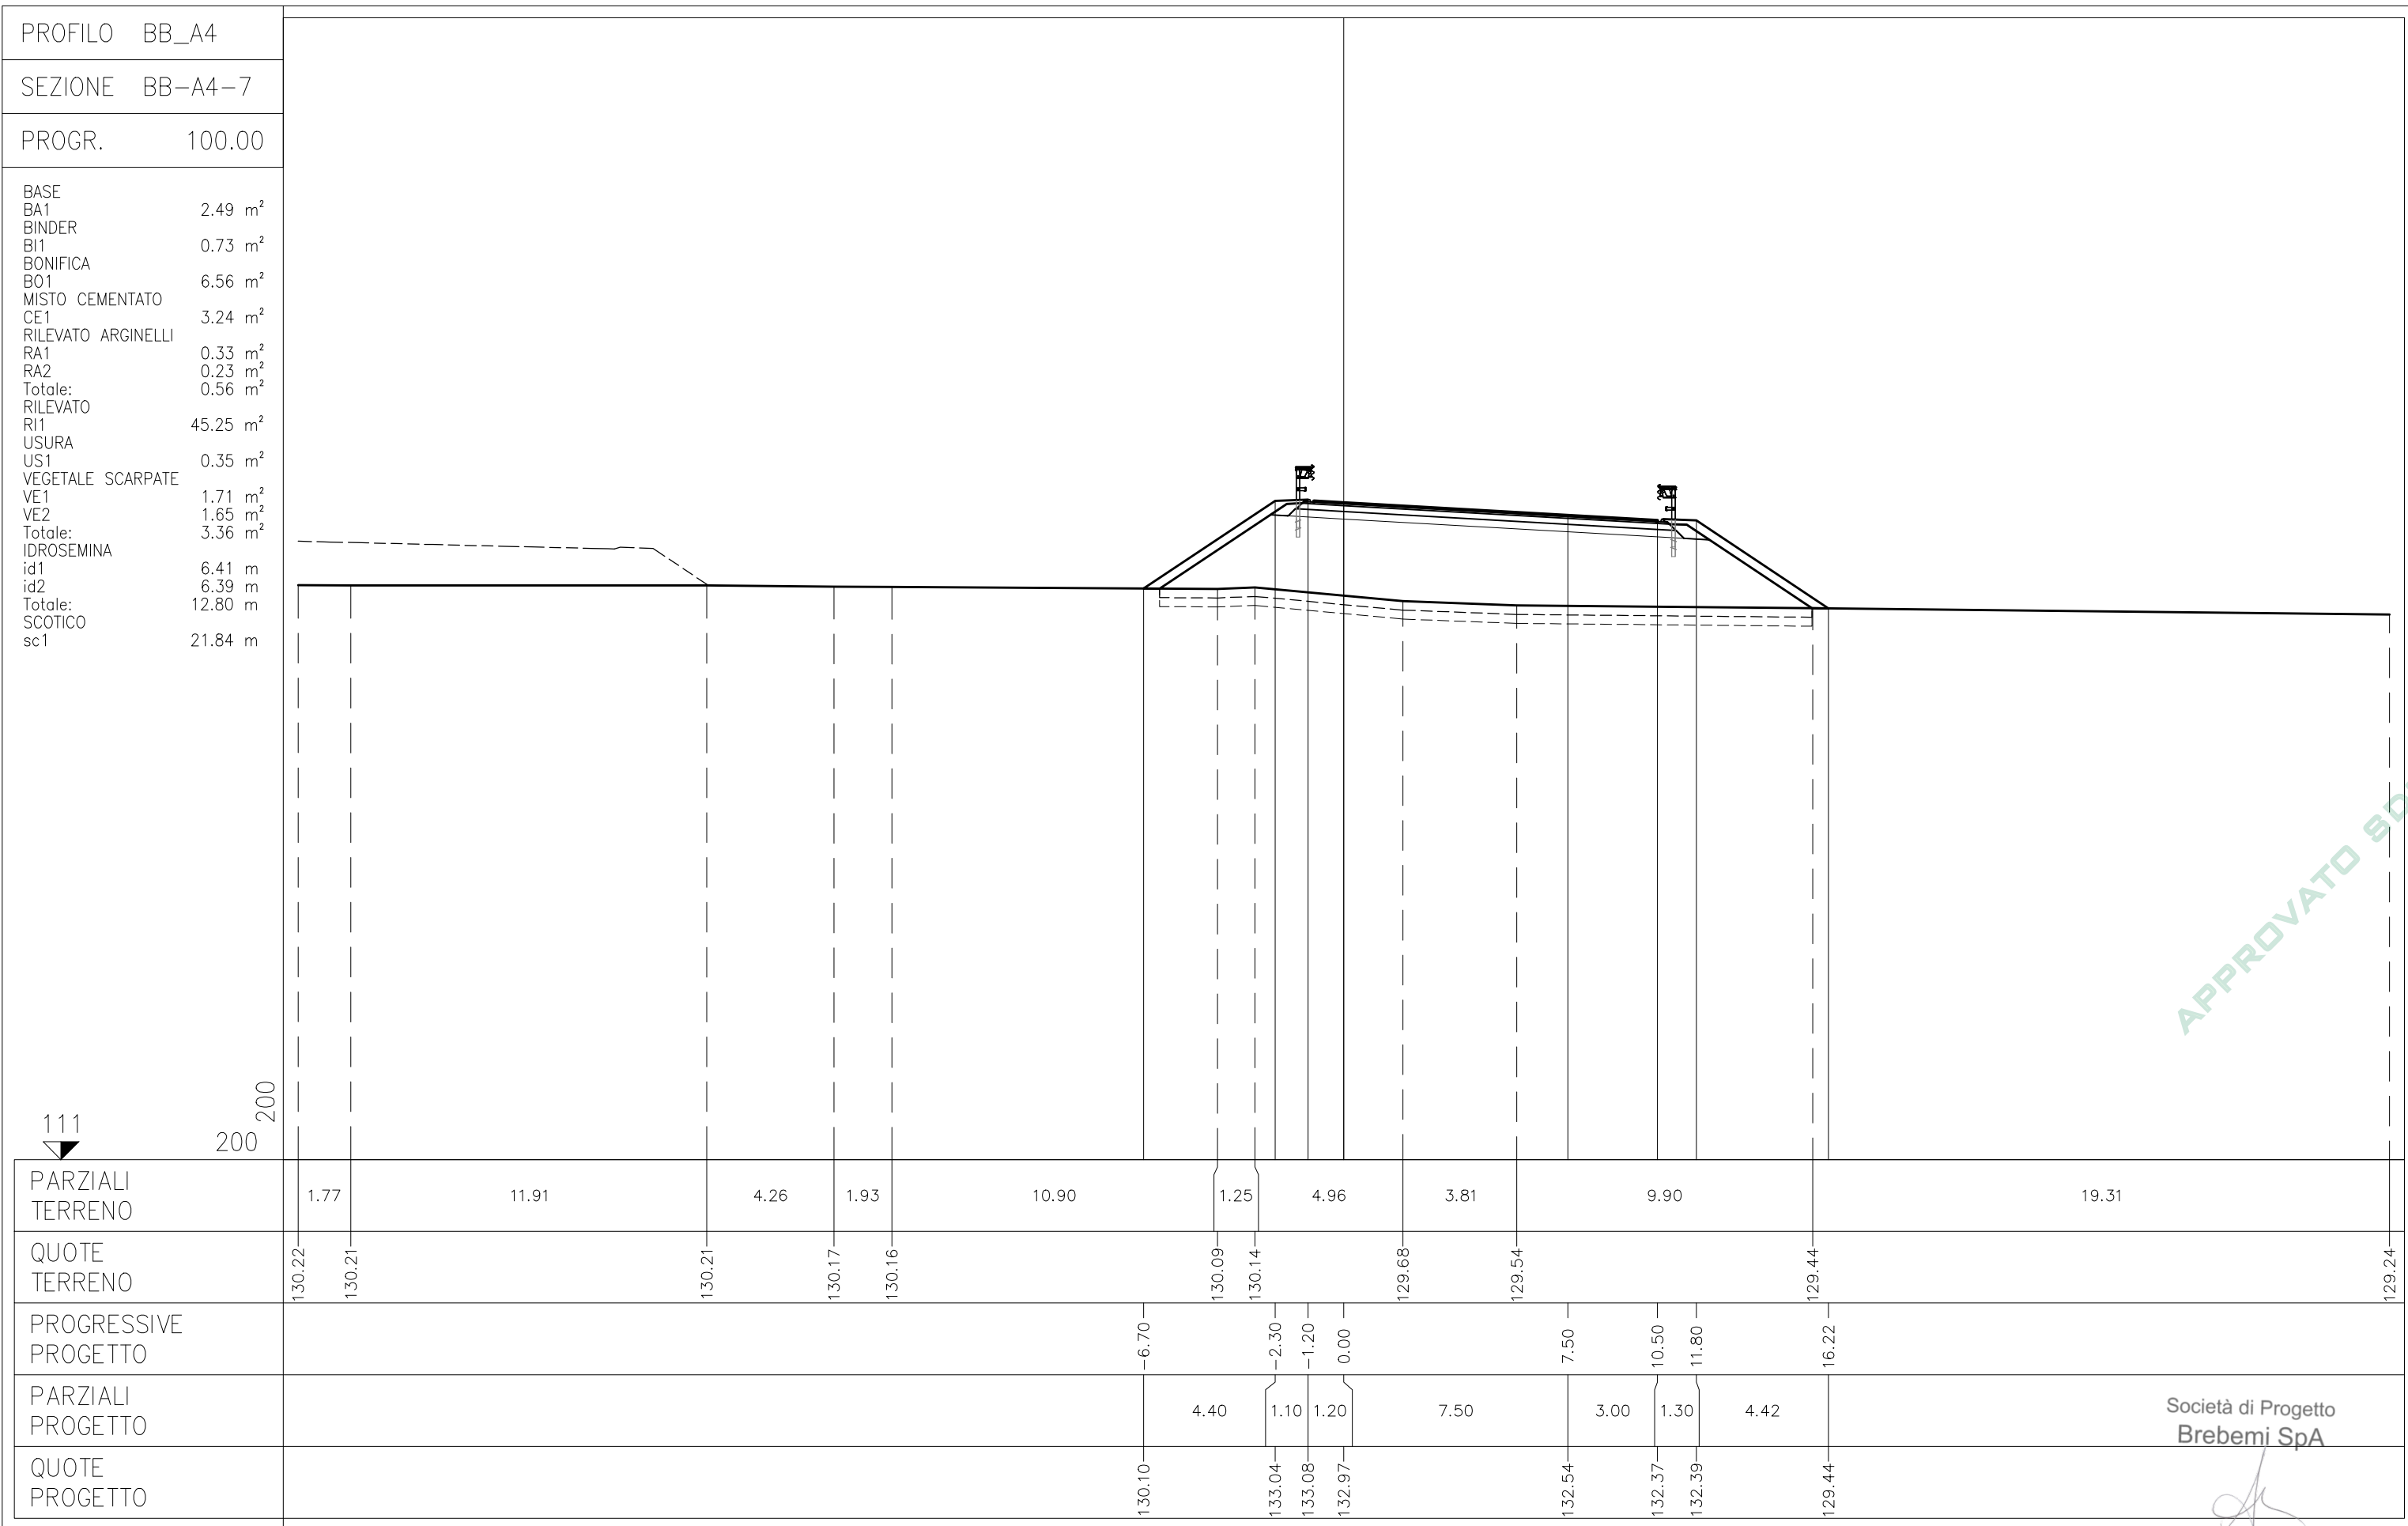 PROFILO BB_A4
SEZIONE BB-A4-7
PROGR. 100.00
BASE
BA1 2.49 m²
BINDER
BI1 0.73 m²
BONIFICA
BO1 6.56 m²
MISTO CEMENTATO
CE1 3.24 m²
RILEVATO ARGINELLI
RA1 0.33 m²
RA2 0.23 m²
Totale: 0.56 m²
RILEVATO
RI1 45.25 m²
USURA
US1 0.35 m²
VEGETALE SCARPATE
VE1 1.71 m²
VE2 1.65 m²
Totale: 3.36 m²
IDROSEMINA
id1 6.41 m
id2 6.39 m
Totale: 12.80 m
SCOTICO
sc1 21.84 m
APPROVATO
200
111
200
PARZIALI
TERRENO
1.77 11.91 4.26 1.93 10.90 1.25 4.96 3.81 9.90 19.31
QUOTE
TERRENO
130.22 130.21 130.21 130.17 130.16 130.09 130.14 129.68 129.54 129.44 129.24
PROGRESSIVE
PROGETTO
-6.70 -2.30 -1.20 0.00 7.50 10.50 11.80 16.22
PARZIALI
PROGETTO
4.40 1.10 1.20 7.50 3.00 1.30 4.42
QUOTE
PROGETTO
130.10 133.04 133.08 132.97 132.54 132.37 132.39 129.44
Società di Progetto
Brebemi SpA